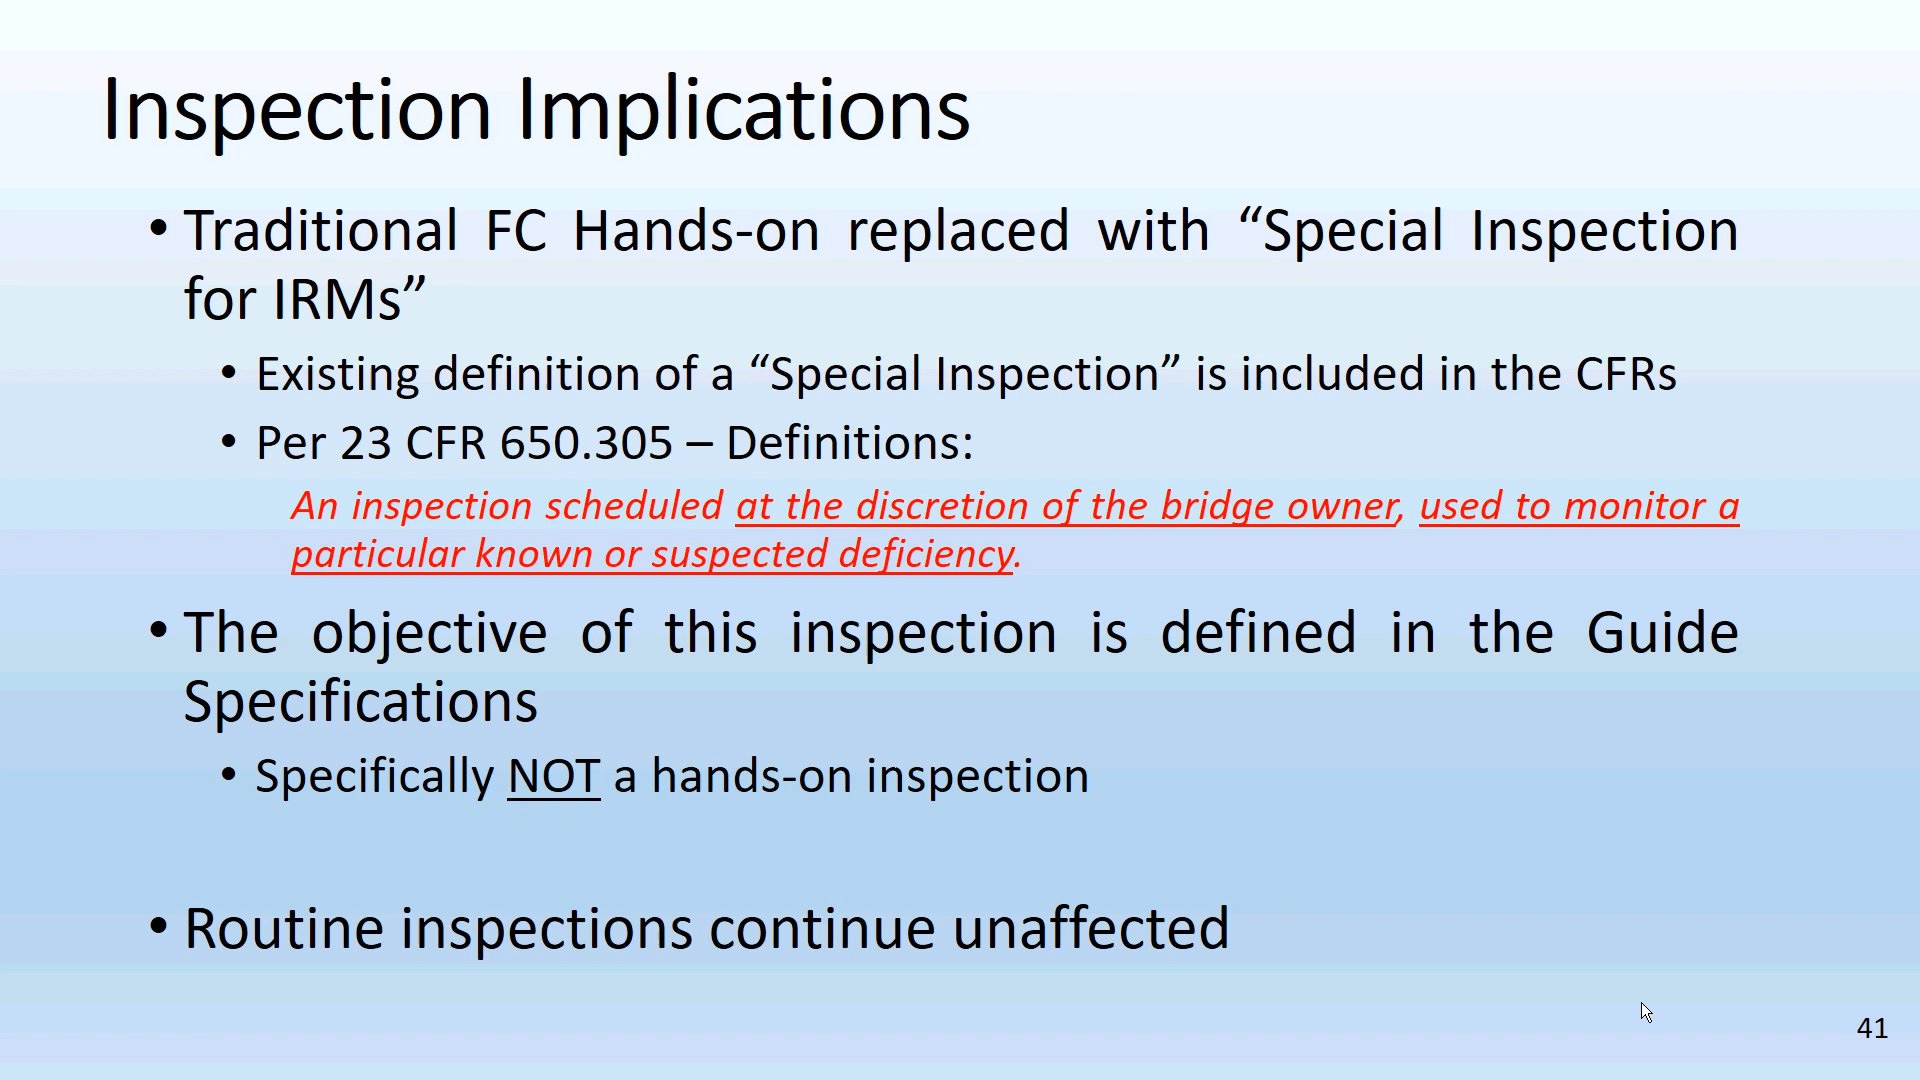 Inspection Implications
• Traditional FC Hands-on replaced with “Special Inspection
for IRMs”
• Existing definition of a “Special Inspection” is included in the CFRs
• Per 23 CFR 650.305 – Definitions:
An inspection scheduled at the discretion of the bridge owner, used to monitor a
particular known or suspected deficiency.
• The objective of this inspection is defined in the Guide
Specifications
• Specifically NOT a hands-on inspection
• Routine inspections continue unaffected
41